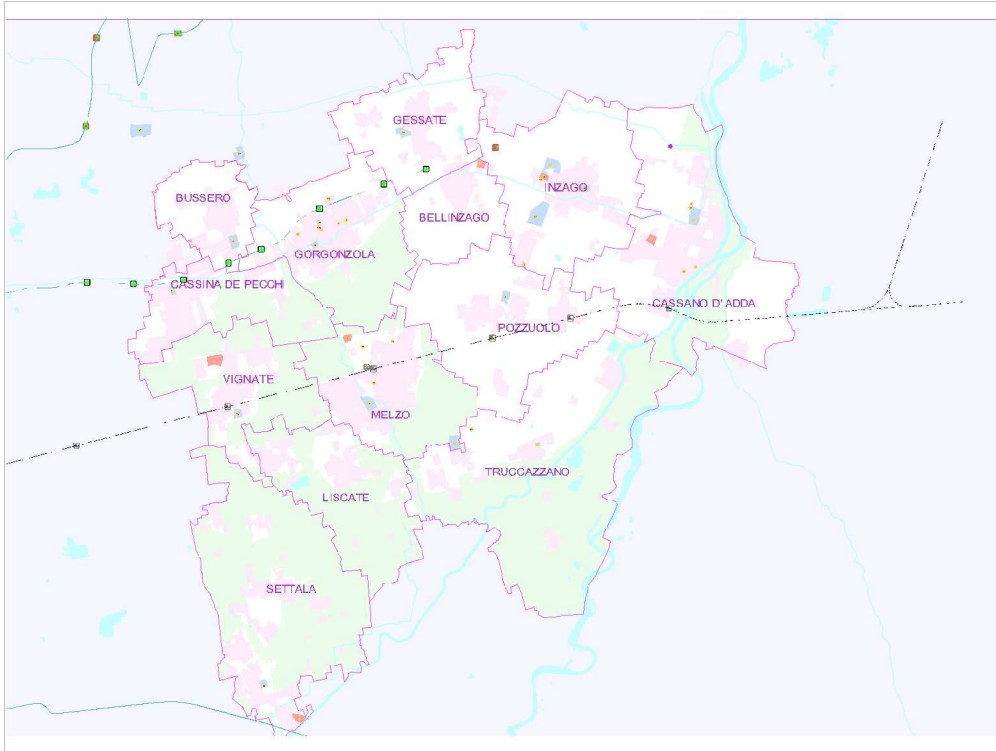 GESSATE
INZAGO
BUSSERO
BELLINZAGO
GORGONZOLA
CASSINA DE PECCHI
CASSANO D'ADDA
POZZUOLO
VIGNATE
MELZO
TRUCCAZZANO
LISCATE
SETTALA